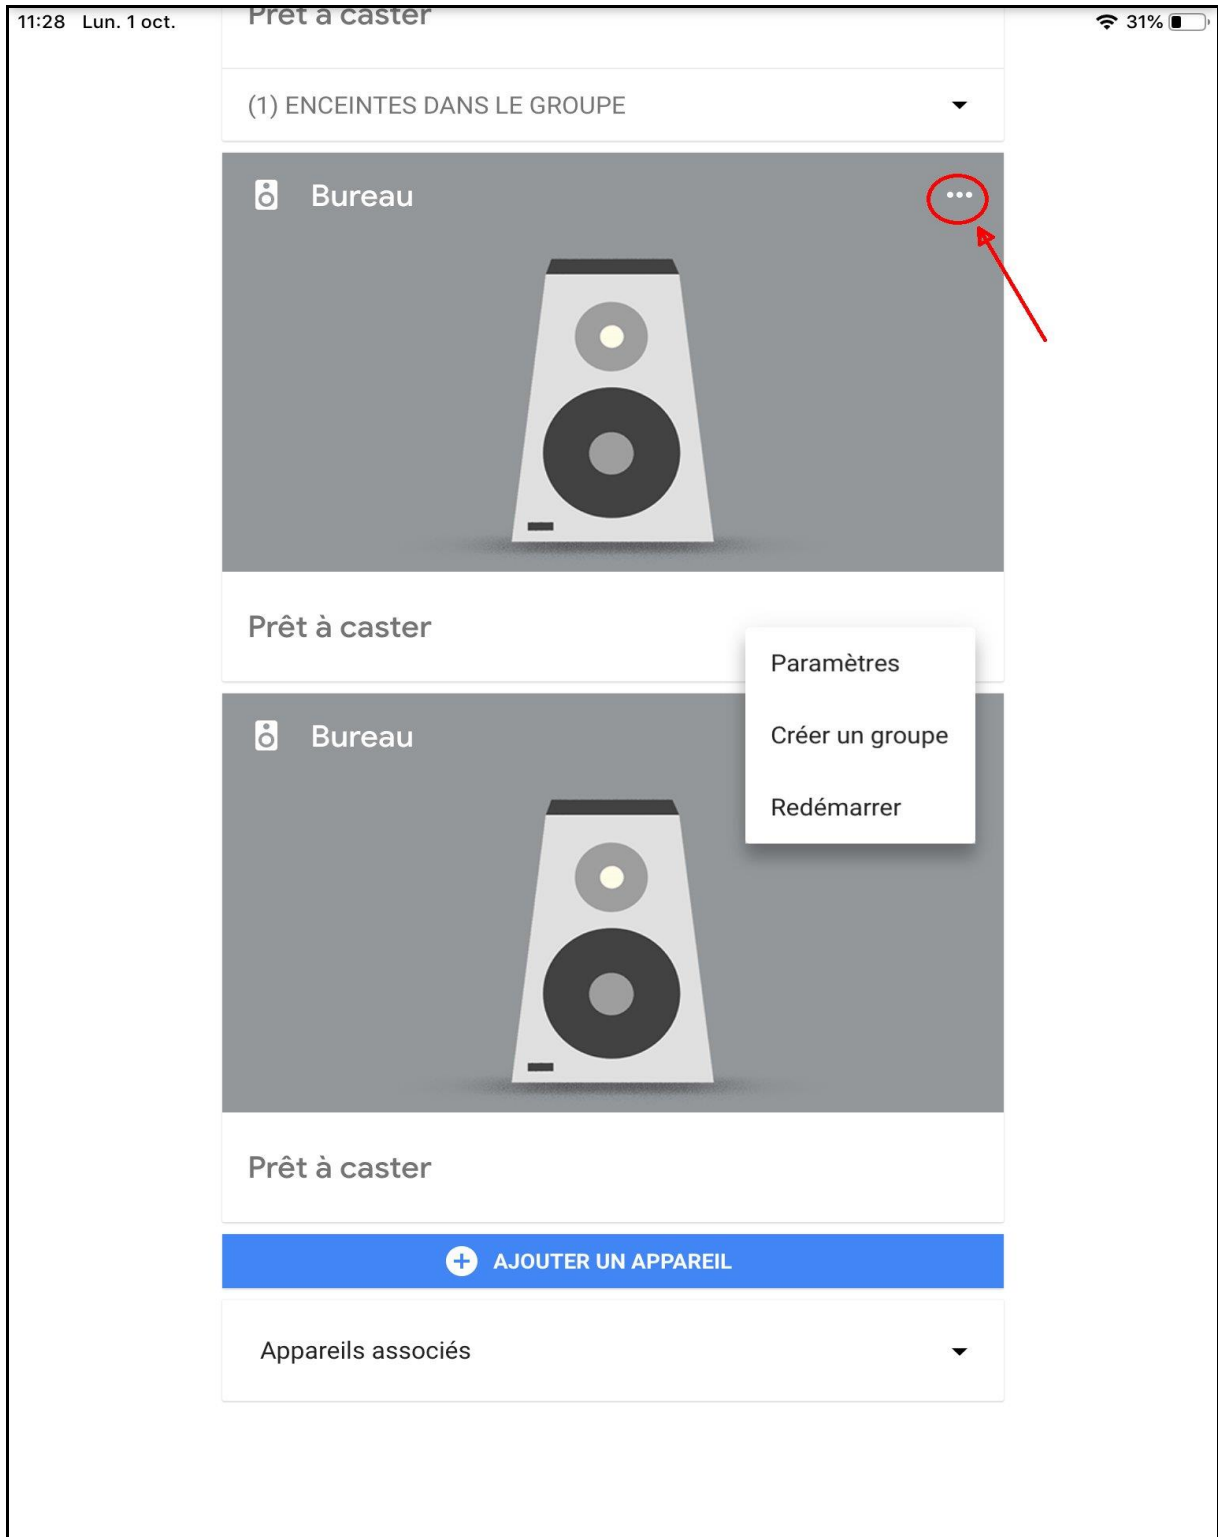 11:28 Lun. 1 oct.
31%
Prêt à caster
(1) ENCEINTES DANS LE GROUPE
Bureau
Prêt à caster
Paramètres
Créer un groupe
Redémarrer
Bureau
Prêt à caster
AJOUTER UN APPAREIL
Appareils associés